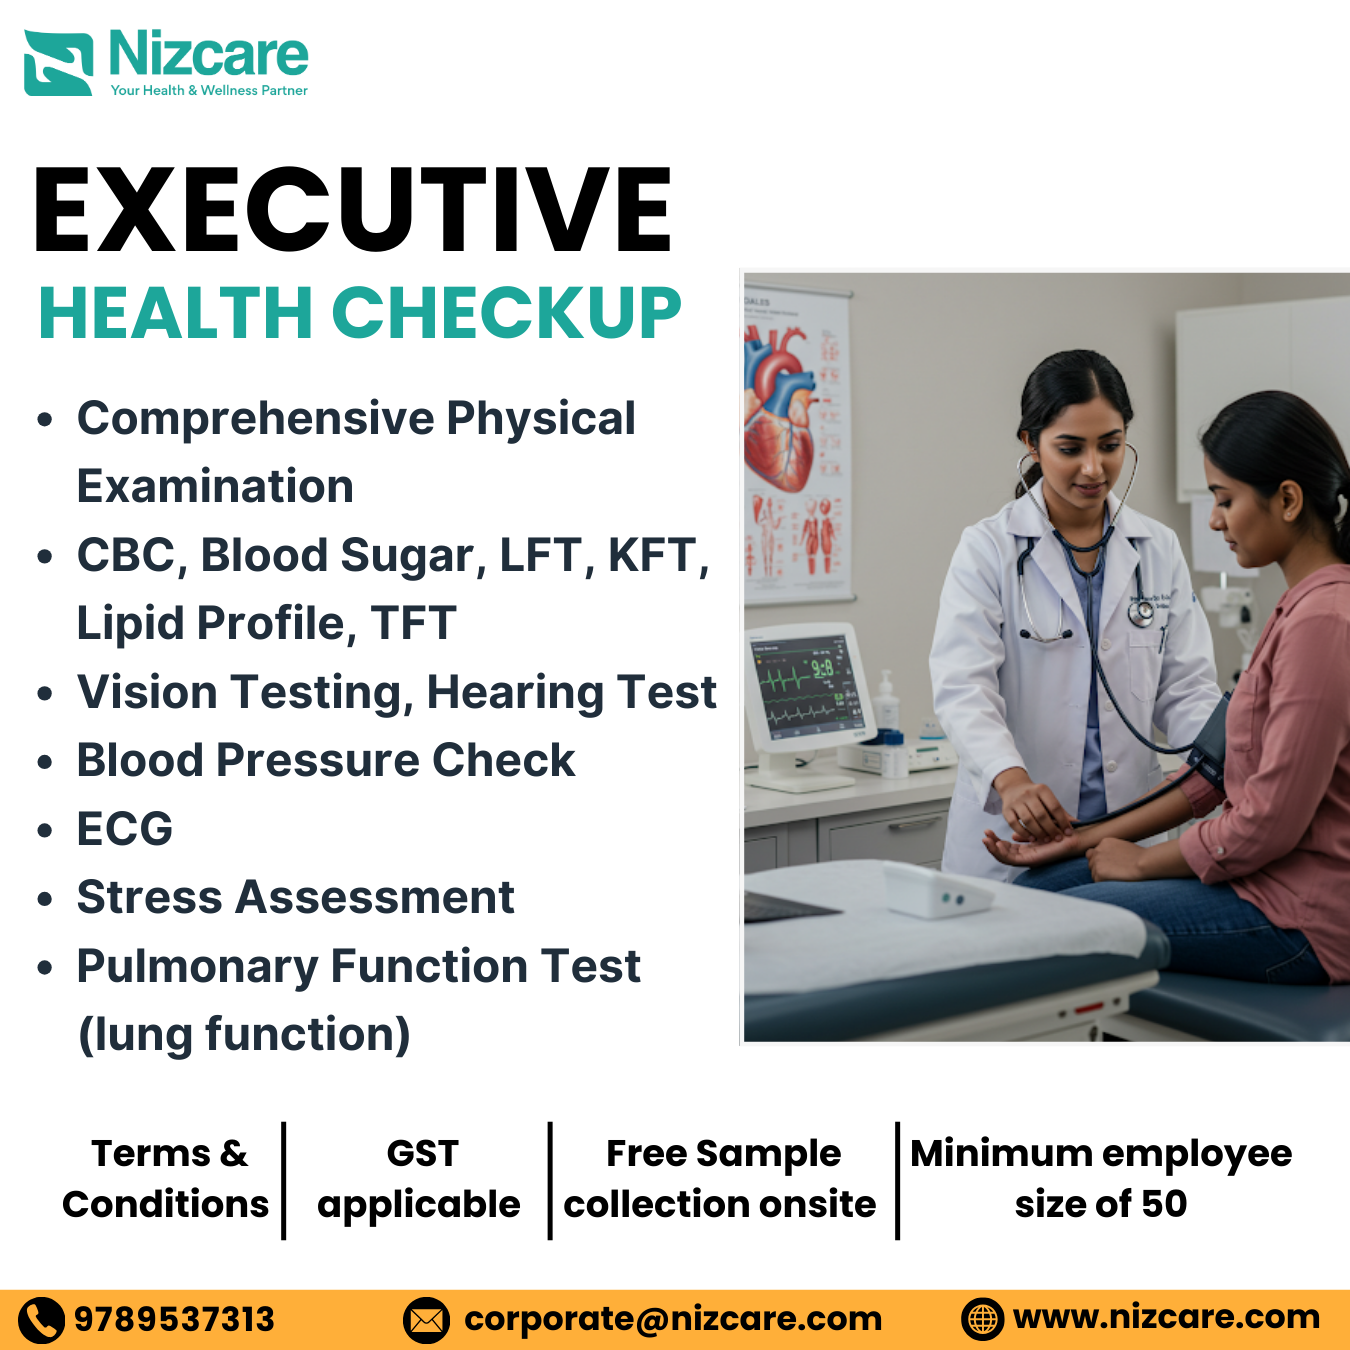 Nizcare
Your Health & Wellness Partner
EXECUTIVE
HEALTH CHECKUP
• Comprehensive Physical
Examination
• CBC, Blood Sugar, LFT, KFT,
Lipid Profile, TFT
• Vision Testing, Hearing Test
• Blood Pressure Check
• ECG
• Stress Assessment
• Pulmonary Function Test
(lung function)
Terms &
Conditions
GST
applicable
Free Sample
collection onsite
Minimum employee
size of 50
9789537313
corporate@nizcare.com
www.nizcare.com